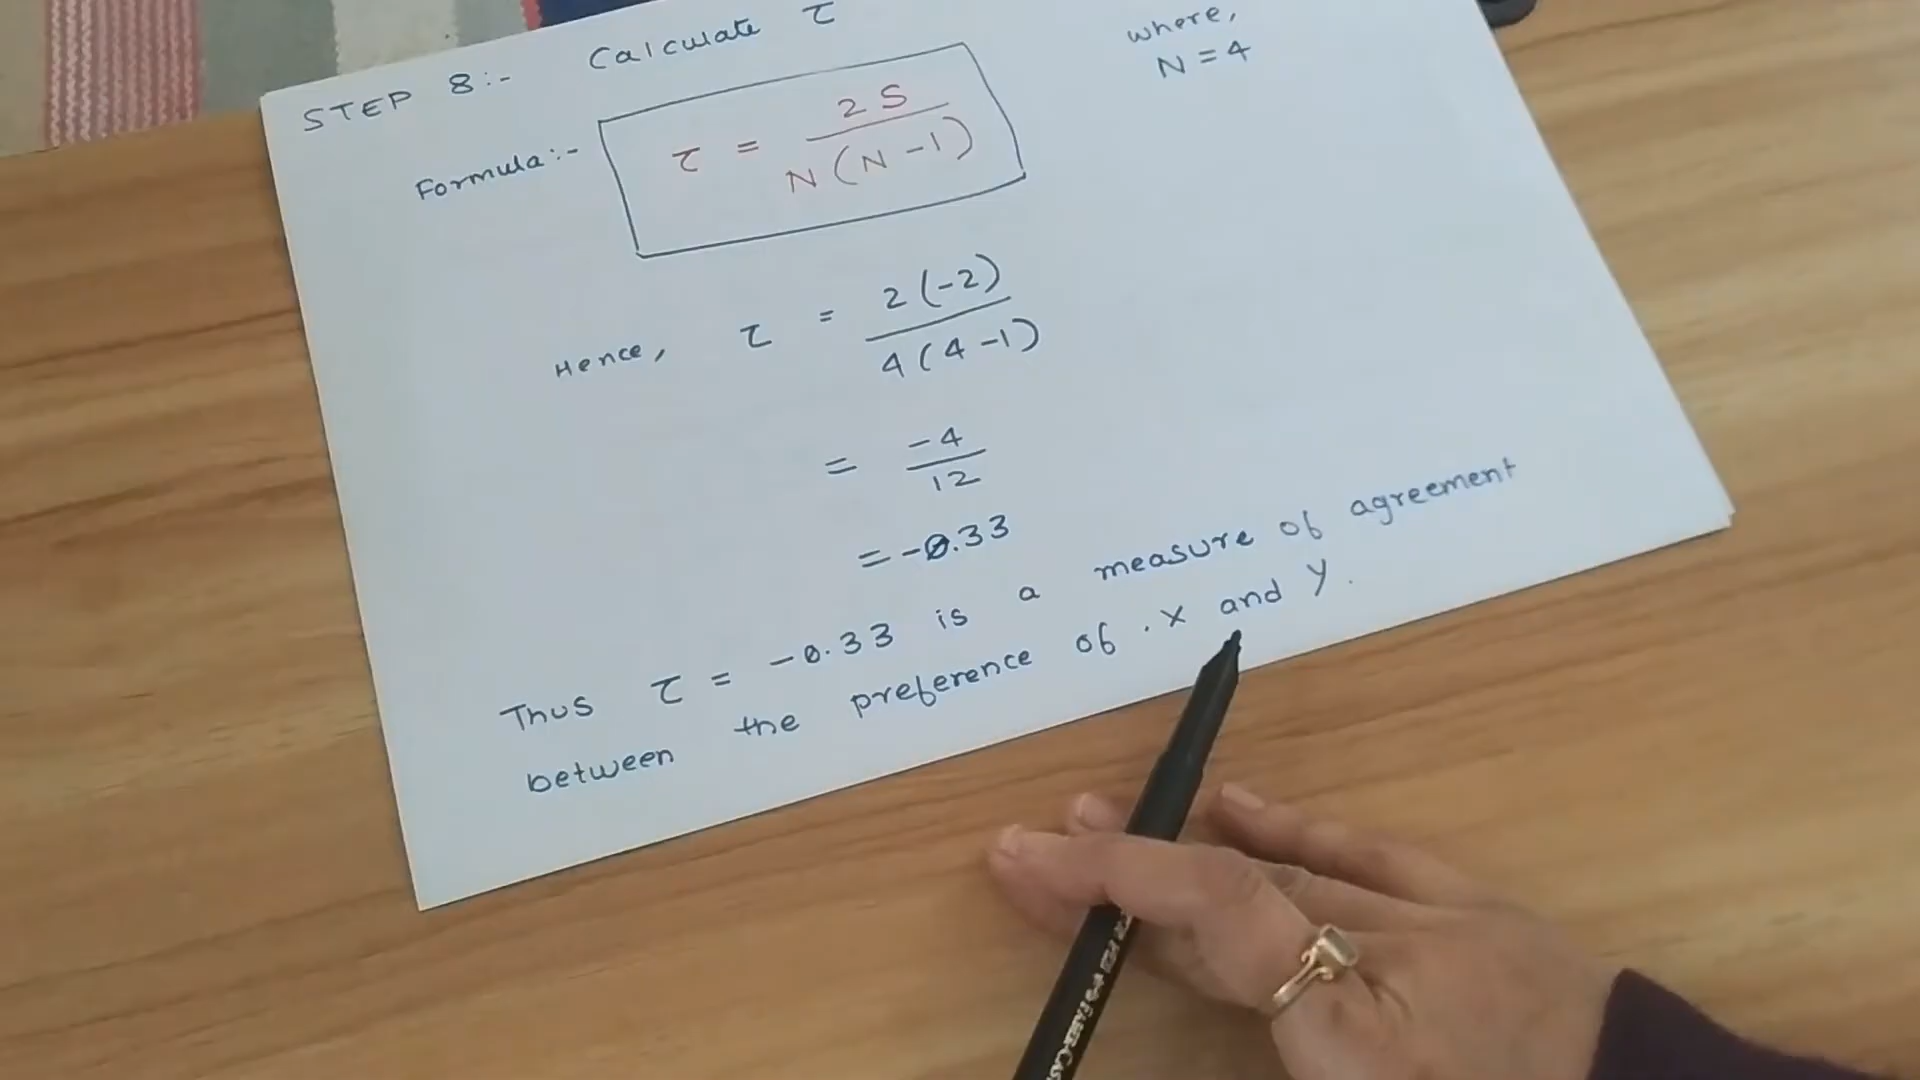 STEP 8:- Calculate τ
where,
N = 4
Formula:- τ = 2S / N(N-1)
Hence, τ = 2(-2) / 4(4-1)
= -4 / 12
= -0.33
Thus τ = -0.33 is a measure of agreement
between the preference of . X and Y.